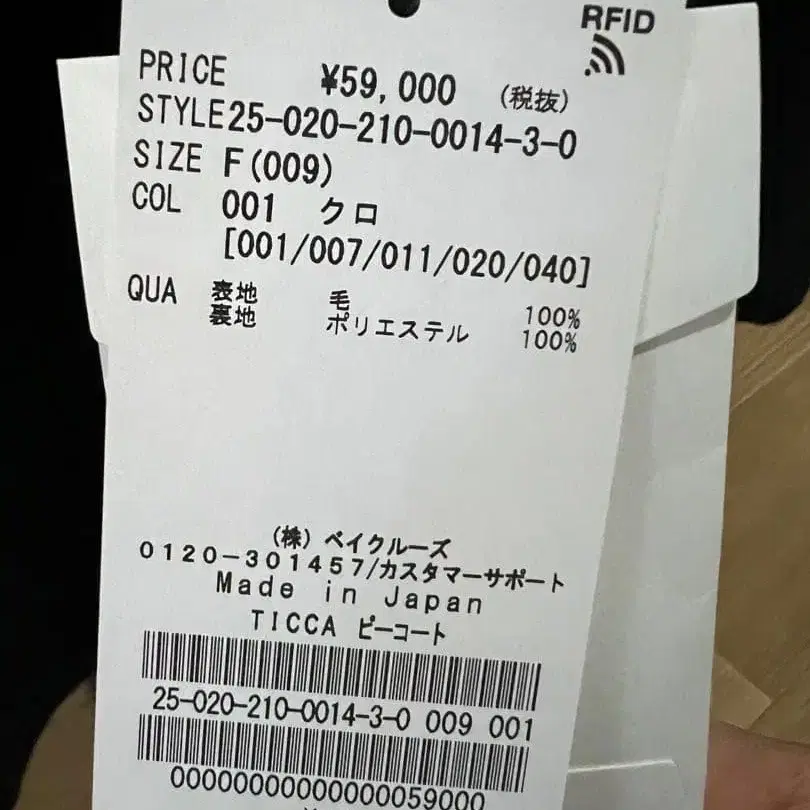 RFID
PRICE ¥59,000 (税抜)
STYLE25-020-210-0014-3-0
SIZE F(009)
COL 001 クロ
[001/007/011/020/040]
QUA 表地 毛 100%
裏地 ポリエステル 100%
(株) ベイクルーズ
0120-301457/カスタマーサポート
Made in Japan
TICCA ピーコート
25-020-210-0014-3-0 009 001
00000000000000059000